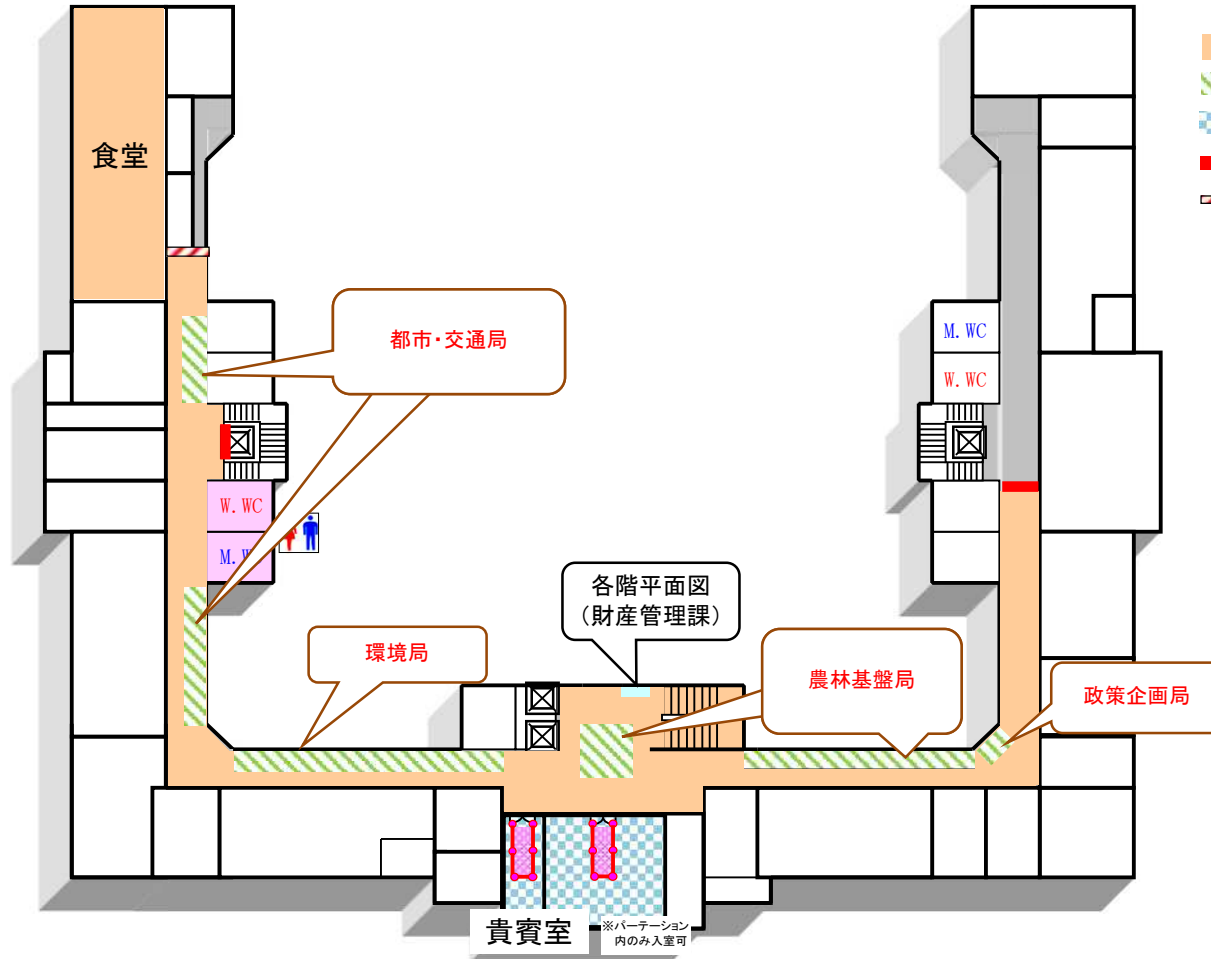 食堂
都市・交通局
M. WC
W. WC
W. WC
M. W
各階平面図
(財産管理課)
環境局
農林基盤局
政策企画局
貴賓室
※パーテーション
内のみ入室可